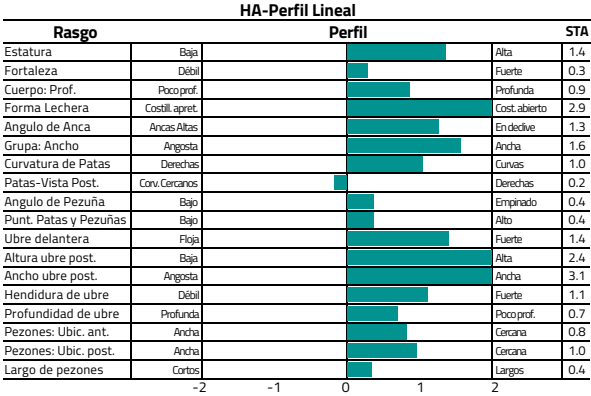 HA-Perfil Lineal
Rasgo Perfil STA
Estatura Baja Alta 1.4
Fortaleza Débil Fuerte 0.3
Cuerpo: Prof. Poco prof. Profunda 0.9
Forma Lechera Costill. apret. Cost. abierto 2.9
Angulo de Anca Ancas Altas En declive 1.3
Grupa: Ancho Angosta Ancha 1.6
Curvatura de Patas Derechas Curvas 1.0
Patas-Vista Post. Corv. Cercanos Derechas 0.2
Angulo de Pezuña Bajo Empinado 0.4
Punt. Patas y Pezuñas Bajo Alto 0.4
Ubre delantera Floja Fuerte 1.4
Altura ubre post. Baja Alta 2.4
Ancho ubre post. Angosta Ancha 3.1
Hendidura de ubre Débil Fuerte 1.1
Profundidad de ubre Profunda Poco prof. 0.7
Pezones: Ubic. ant. Ancha Cercana 0.8
Pezones: Ubic. post. Ancha Cercana 1.0
Largo de pezones Cortos Largos 0.4
-2 -1 0 1 2